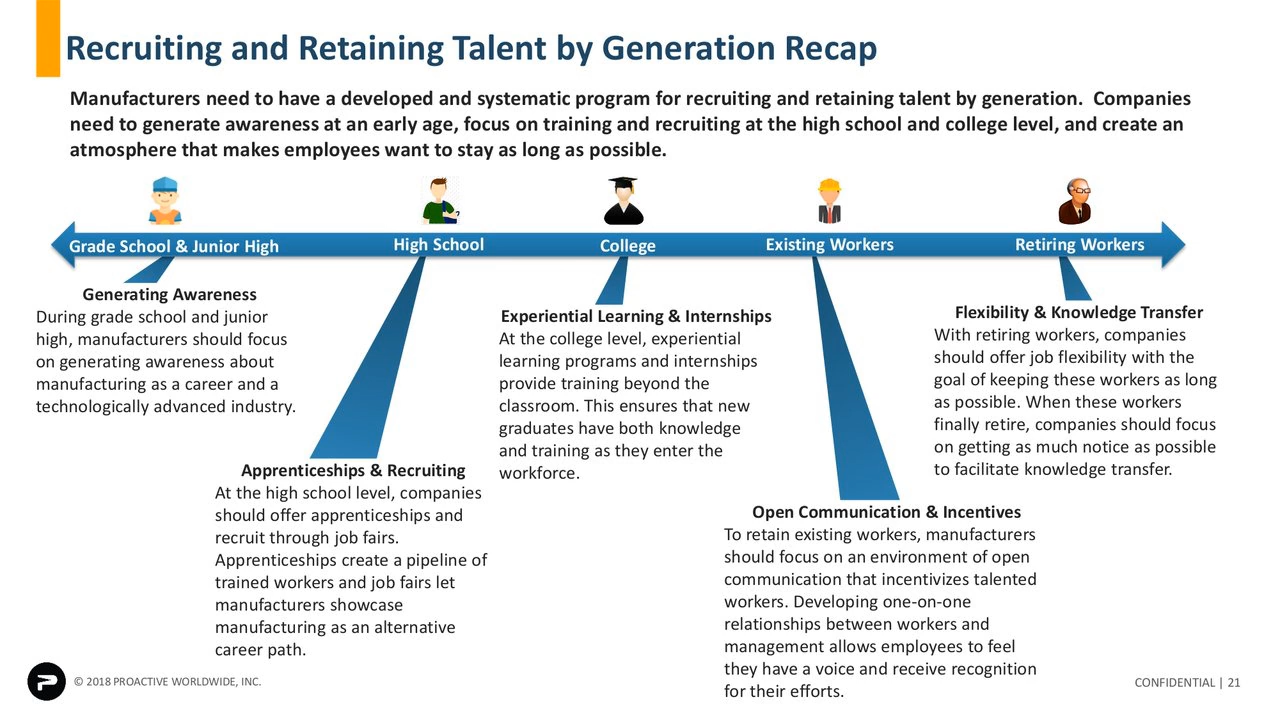 Recruiting and Retaining Talent by Generation Recap
Manufacturers need to have a developed and systematic program for recruiting and retaining talent by generation.  Companies
need to generate awareness at an early age, focus on training and recruiting at the high school and college level, and create an
atmosphere that makes employees want to stay as long as possible.
Grade School & Junior High
High School
College
Existing Workers
Retiring Workers
Generating Awareness
During grade school and junior
high, manufacturers should focus
on generating awareness about
manufacturing as a career and a
technologically advanced industry.
Apprenticeships & Recruiting
At the high school level, companies
should offer apprenticeships and
recruit through job fairs.
Apprenticeships create a pipeline of
trained workers and job fairs let
manufacturers showcase
manufacturing as an alternative
career path.
Experiential Learning & Internships
At the college level, experiential
learning programs and internships
provide training beyond the
classroom. This ensures that new
graduates have both knowledge
and training as they enter the
workforce.
Open Communication & Incentives
To retain existing workers, manufacturers
should focus on an environment of open
communication that incentivizes talented
workers. Developing one-on-one
relationships between workers and
management allows employees to feel
they have a voice and receive recognition
for their efforts.
Flexibility & Knowledge Transfer
With retiring workers, companies
should offer job flexibility with the
goal of keeping these workers as long
as possible. When these workers
finally retire, companies should focus
on getting as much notice as possible
to facilitate knowledge transfer.
© 2018 PROACTIVE WORLDWIDE, INC.
CONFIDENTIAL | 21